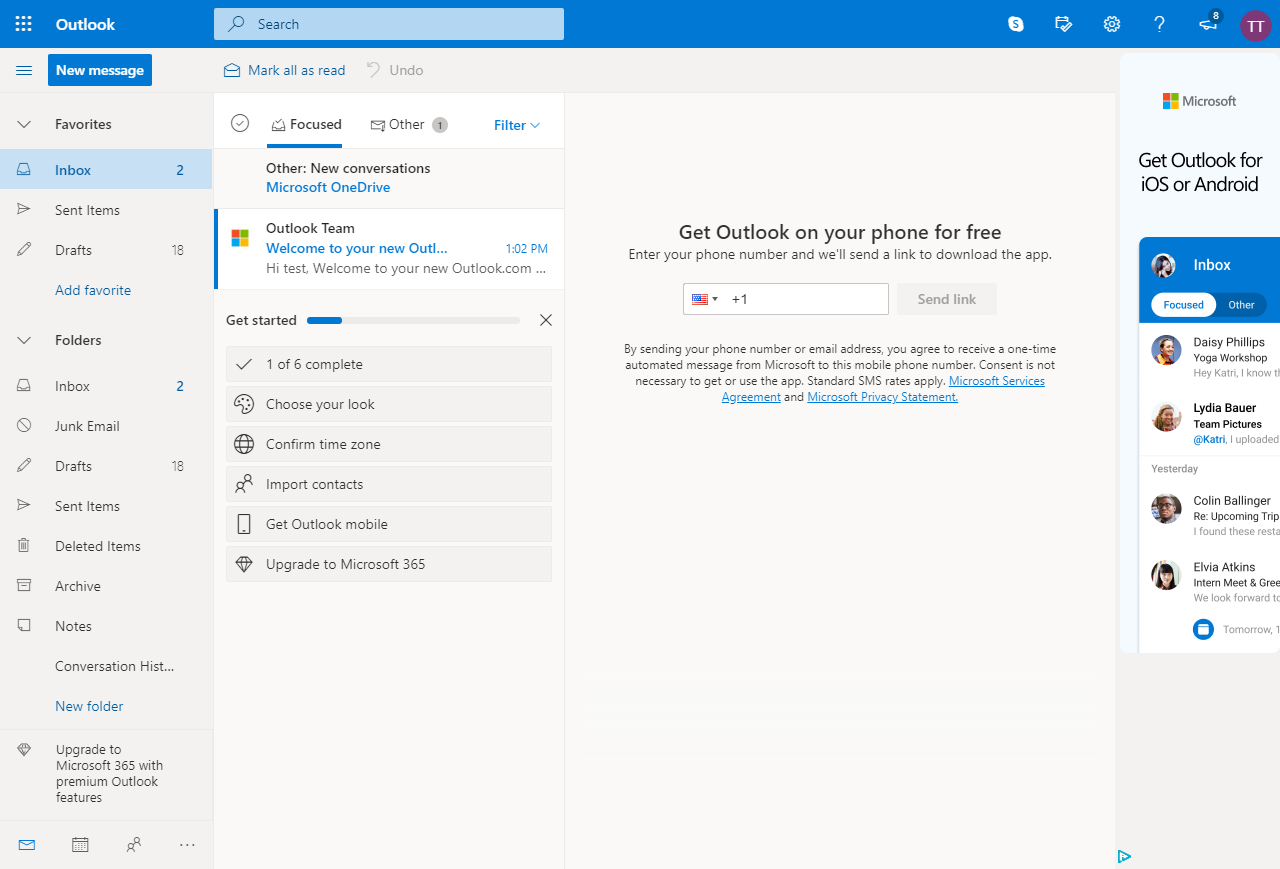 Outlook
Search
8
TT
New message
Mark all as read
Undo
Favorites
Inbox 2
Sent Items
Drafts 18
Add favorite
Folders
Inbox 2
Junk Email
Drafts 18
Sent Items
Deleted Items
Archive
Notes
Conversation Hist...
New folder
Upgrade to
Microsoft 365 with
premium Outlook
features
Focused
Other 1
Filter
Other: New conversations
Microsoft OneDrive
Outlook Team
Welcome to your new Outl... 1:02 PM
Hi test, Welcome to your new Outlook.com ...
Get started
1 of 6 complete
Choose your look
Confirm time zone
Import contacts
Get Outlook mobile
Upgrade to Microsoft 365
Get Outlook on your phone for free
Enter your phone number and we'll send a link to download the app.
+1
Send link
By sending your phone number or email address, you agree to receive a one-time
automated message from Microsoft to this mobile phone number. Consent is not
necessary to get or use the app. Standard SMS rates apply. Microsoft Services
Agreement and Microsoft Privacy Statement.
Microsoft
Get Outlook for
iOS or Android
Inbox
Focused Other
Daisy Phillips
Yoga Workshop
Hey Katri, I know
Lydia Bauer
Team Pictures
@Katri, I uploaded
Yesterday
Colin Ballinger
Re: Upcoming Trip
I found these
Elvia Atkins
Intern Meet &
We look forward
Tomorrow,